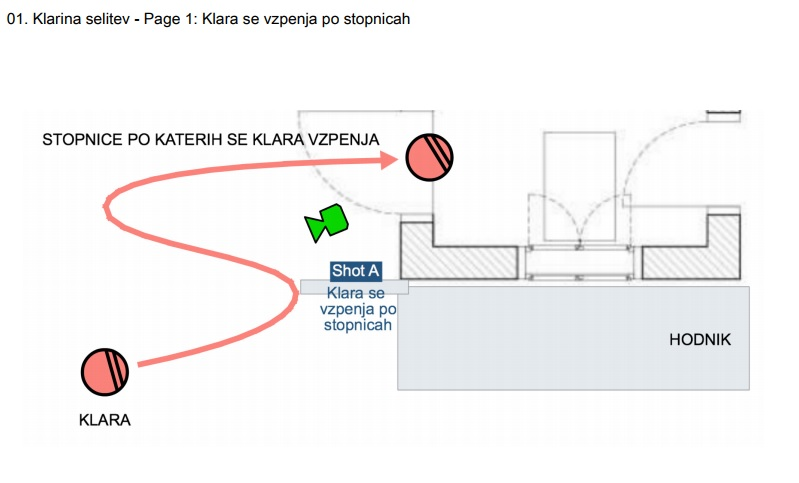 01. Klarina selitev - Page 1: Klara se vzpenja po stopnicah
STOPNICE PO KATERIH SE KLARA VZPENJA
Shot A
Klara se
vzpenja po
stopnicah
HODNIK
KLARA